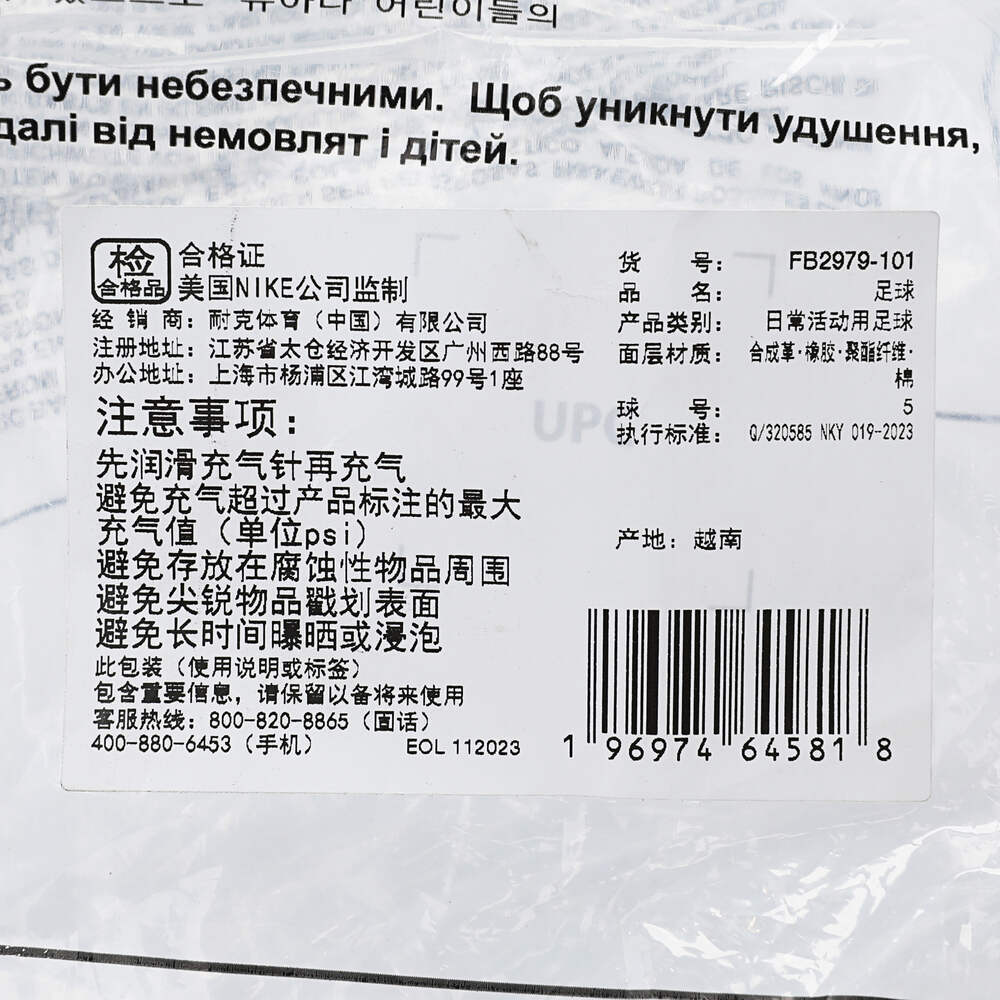 어린이들의
бути небезпечними. Щоб уникнути удушення,
далі від немовлят і дітей.
检
合格品
合格证
美国NIKE公司监制
经 销 商：耐克体育（中国）有限公司
注册地址：江苏省太仓经济开发区广州西路88号
办公地址：上海市杨浦区江湾城路99号1座
注意事项：
先润滑充气针再充气
避免充气超过产品标注的最大
充气值（单位psi）
避免存放在腐蚀性物品周围
避免尖锐物品戳划表面
避免长时间曝晒或浸泡
此包装（使用说明或标签）
包含重要信息，请保留以备将来使用
客服热线：800-820-8865（固话）
400-880-6453（手机）
EOL 112023
货 号： FB2979-101
品 名： 足球
产品类别： 日常活动用足球
面层材质： 合成革·橡胶·聚酯纤维·
棉
球 号： 5
执行标准： Q/320585 NKY 019-2023
UPC
产地：越南
1 96974 64581 8